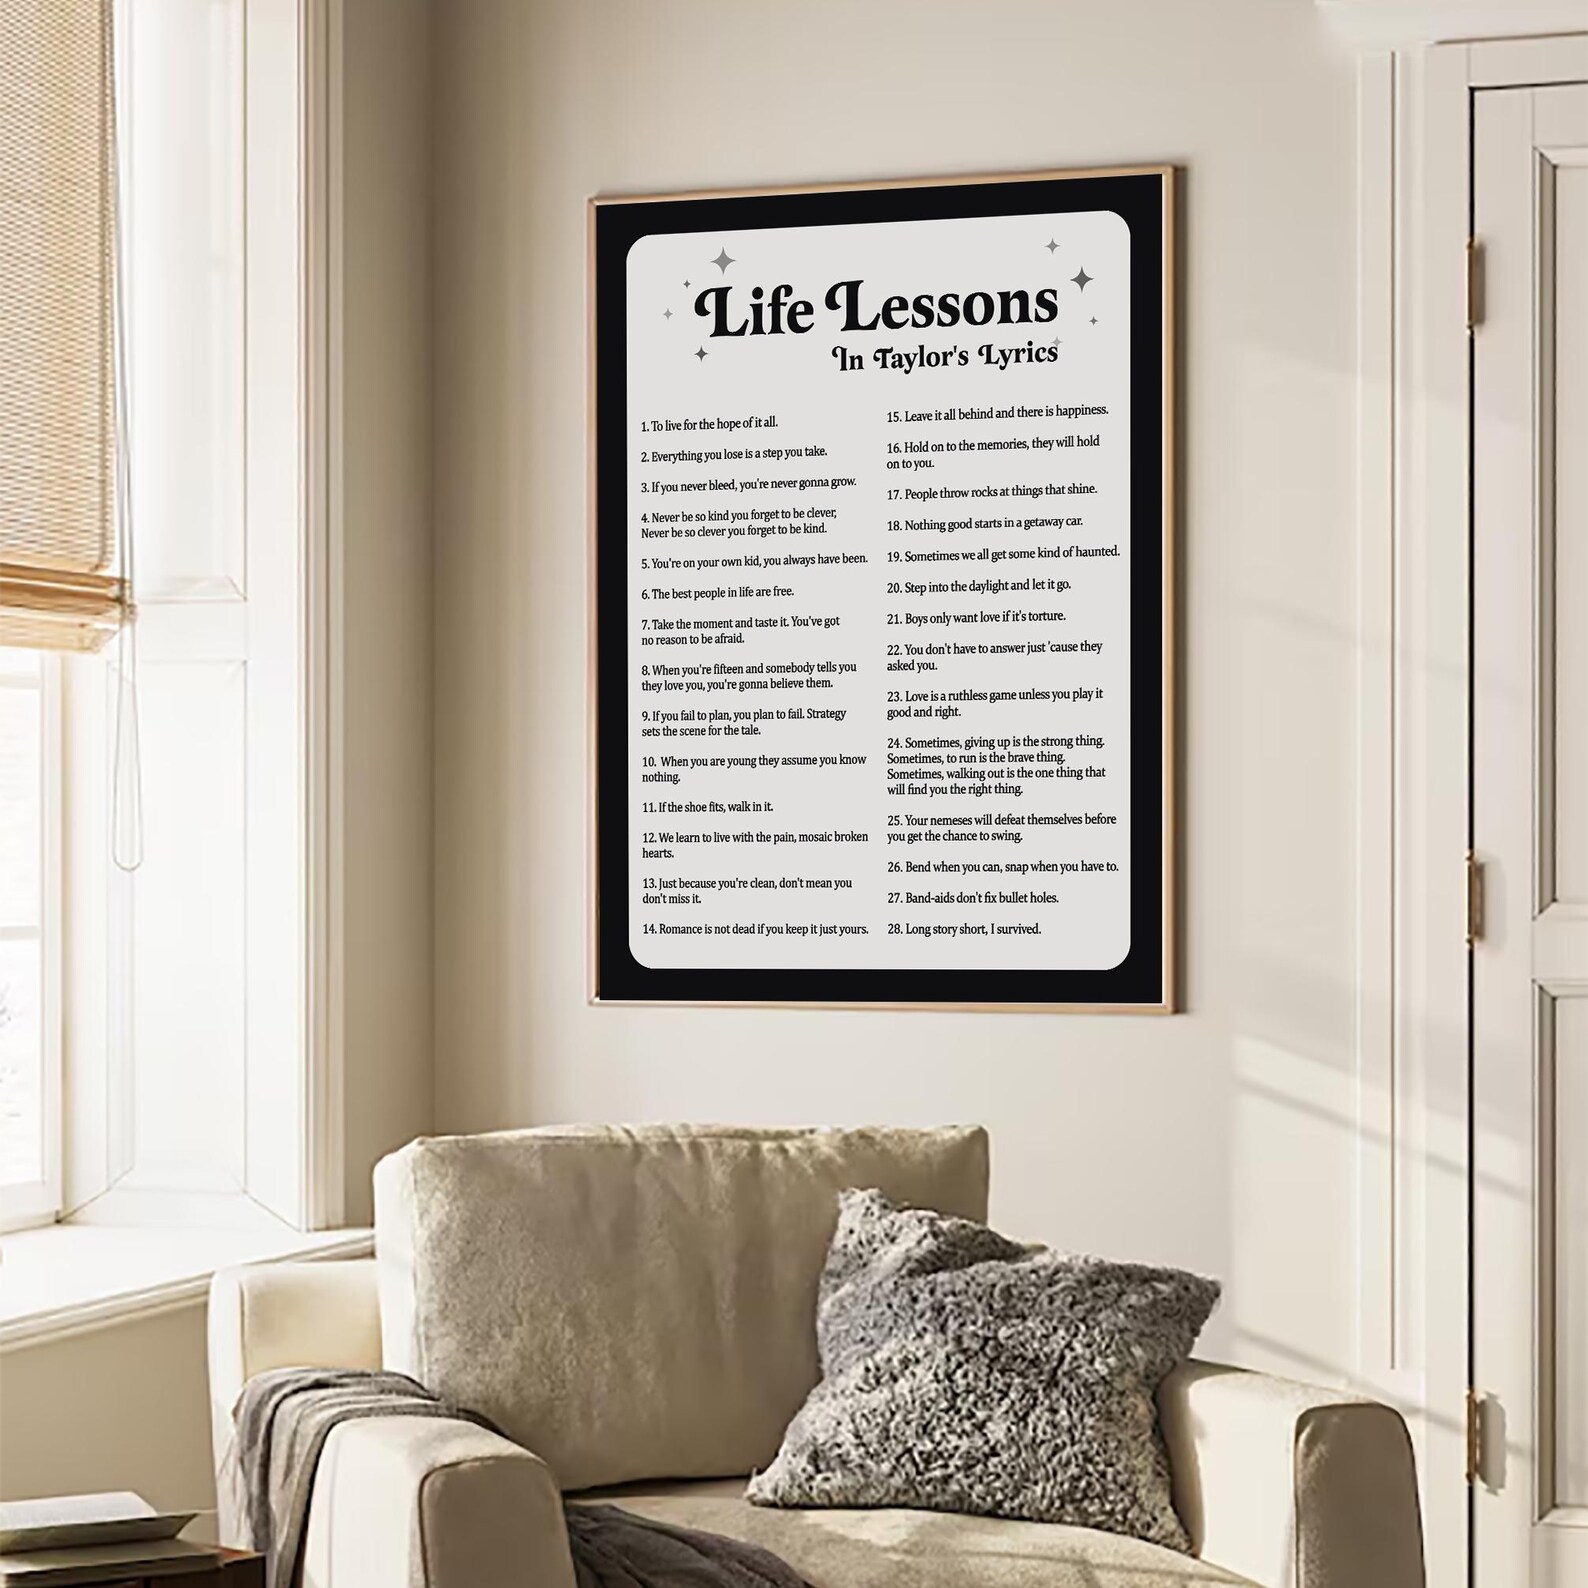 Life Lessons
In Taylor's Lyrics
1. To live for the hope of it all.
2. Everything you lose is a step you take.
3. If you never bleed, you're never gonna grow.
4. Never be so kind you forget to be clever,
Never be so clever you forget to be kind.
5. You're on your own kid, you always have been.
6. The best people in life are free.
7. Take the moment and taste it. You've got
no reason to be afraid.
8. When you're fifteen and somebody tells you
they love you, you're gonna believe them.
9. If you fail to plan, you plan to fail. Strategy
sets the scene for the tale.
10. When you are young they assume you know
nothing.
11. If the shoe fits, walk in it.
12. We learn to live with the pain, mosaic broken
hearts.
13. Just because you're clean, don't mean you
don't miss it.
14. Romance is not dead if you keep it just yours.
15. Leave it all behind and there is happiness.
16. Hold on to the memories, they will hold
on to you.
17. People throw rocks at things that shine.
18. Nothing good starts in a getaway car.
19. Sometimes we all get some kind of haunted.
20. Step into the daylight and let it go.
21. Boys only want love if it's torture.
22. You don't have to answer just 'cause they
asked you.
23. Love is a ruthless game unless you play it
good and right.
24. Sometimes, giving up is the strong thing.
Sometimes, to run is the brave thing.
Sometimes, walking out is the one thing that
will find you the right thing.
25. Your nemeses will defeat themselves before
you get the chance to swing.
26. Bend when you can, snap when you have to.
27. Band-aids don't fix bullet holes.
28. Long story short, I survived.